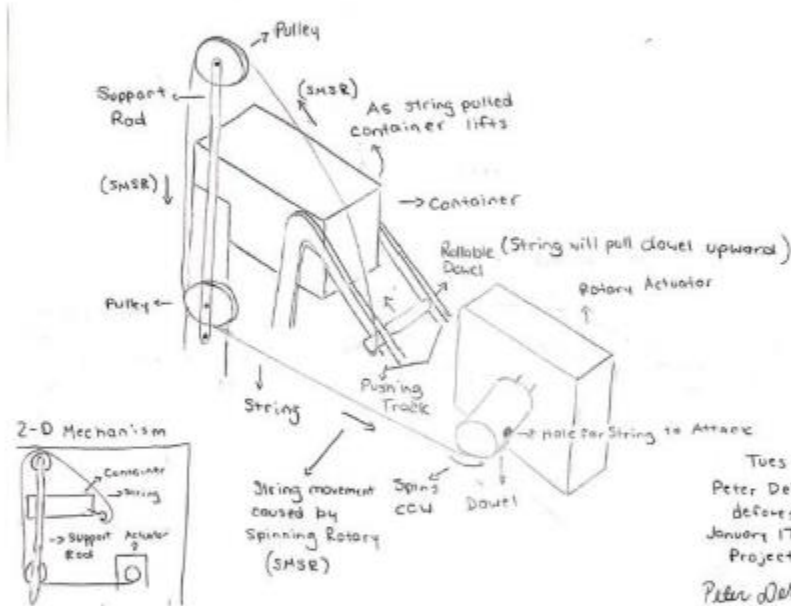 Pulley
Support
Rod
(SMSR)
As string pulled
container lifts
(SMSR)
Container
Rollable (String will pull dowel upward)
Dowel
Rotary Actuator
Pulley
Pushing
Track
String
Hole for String to Attack
2-D Mechanism
Container
String
Support
Rod
Actuator
String movement
caused by
Spinning Rotary
(SMSR)
Spins
CCW
Dowel
Tues
Peter De
January 17
Project
Peter